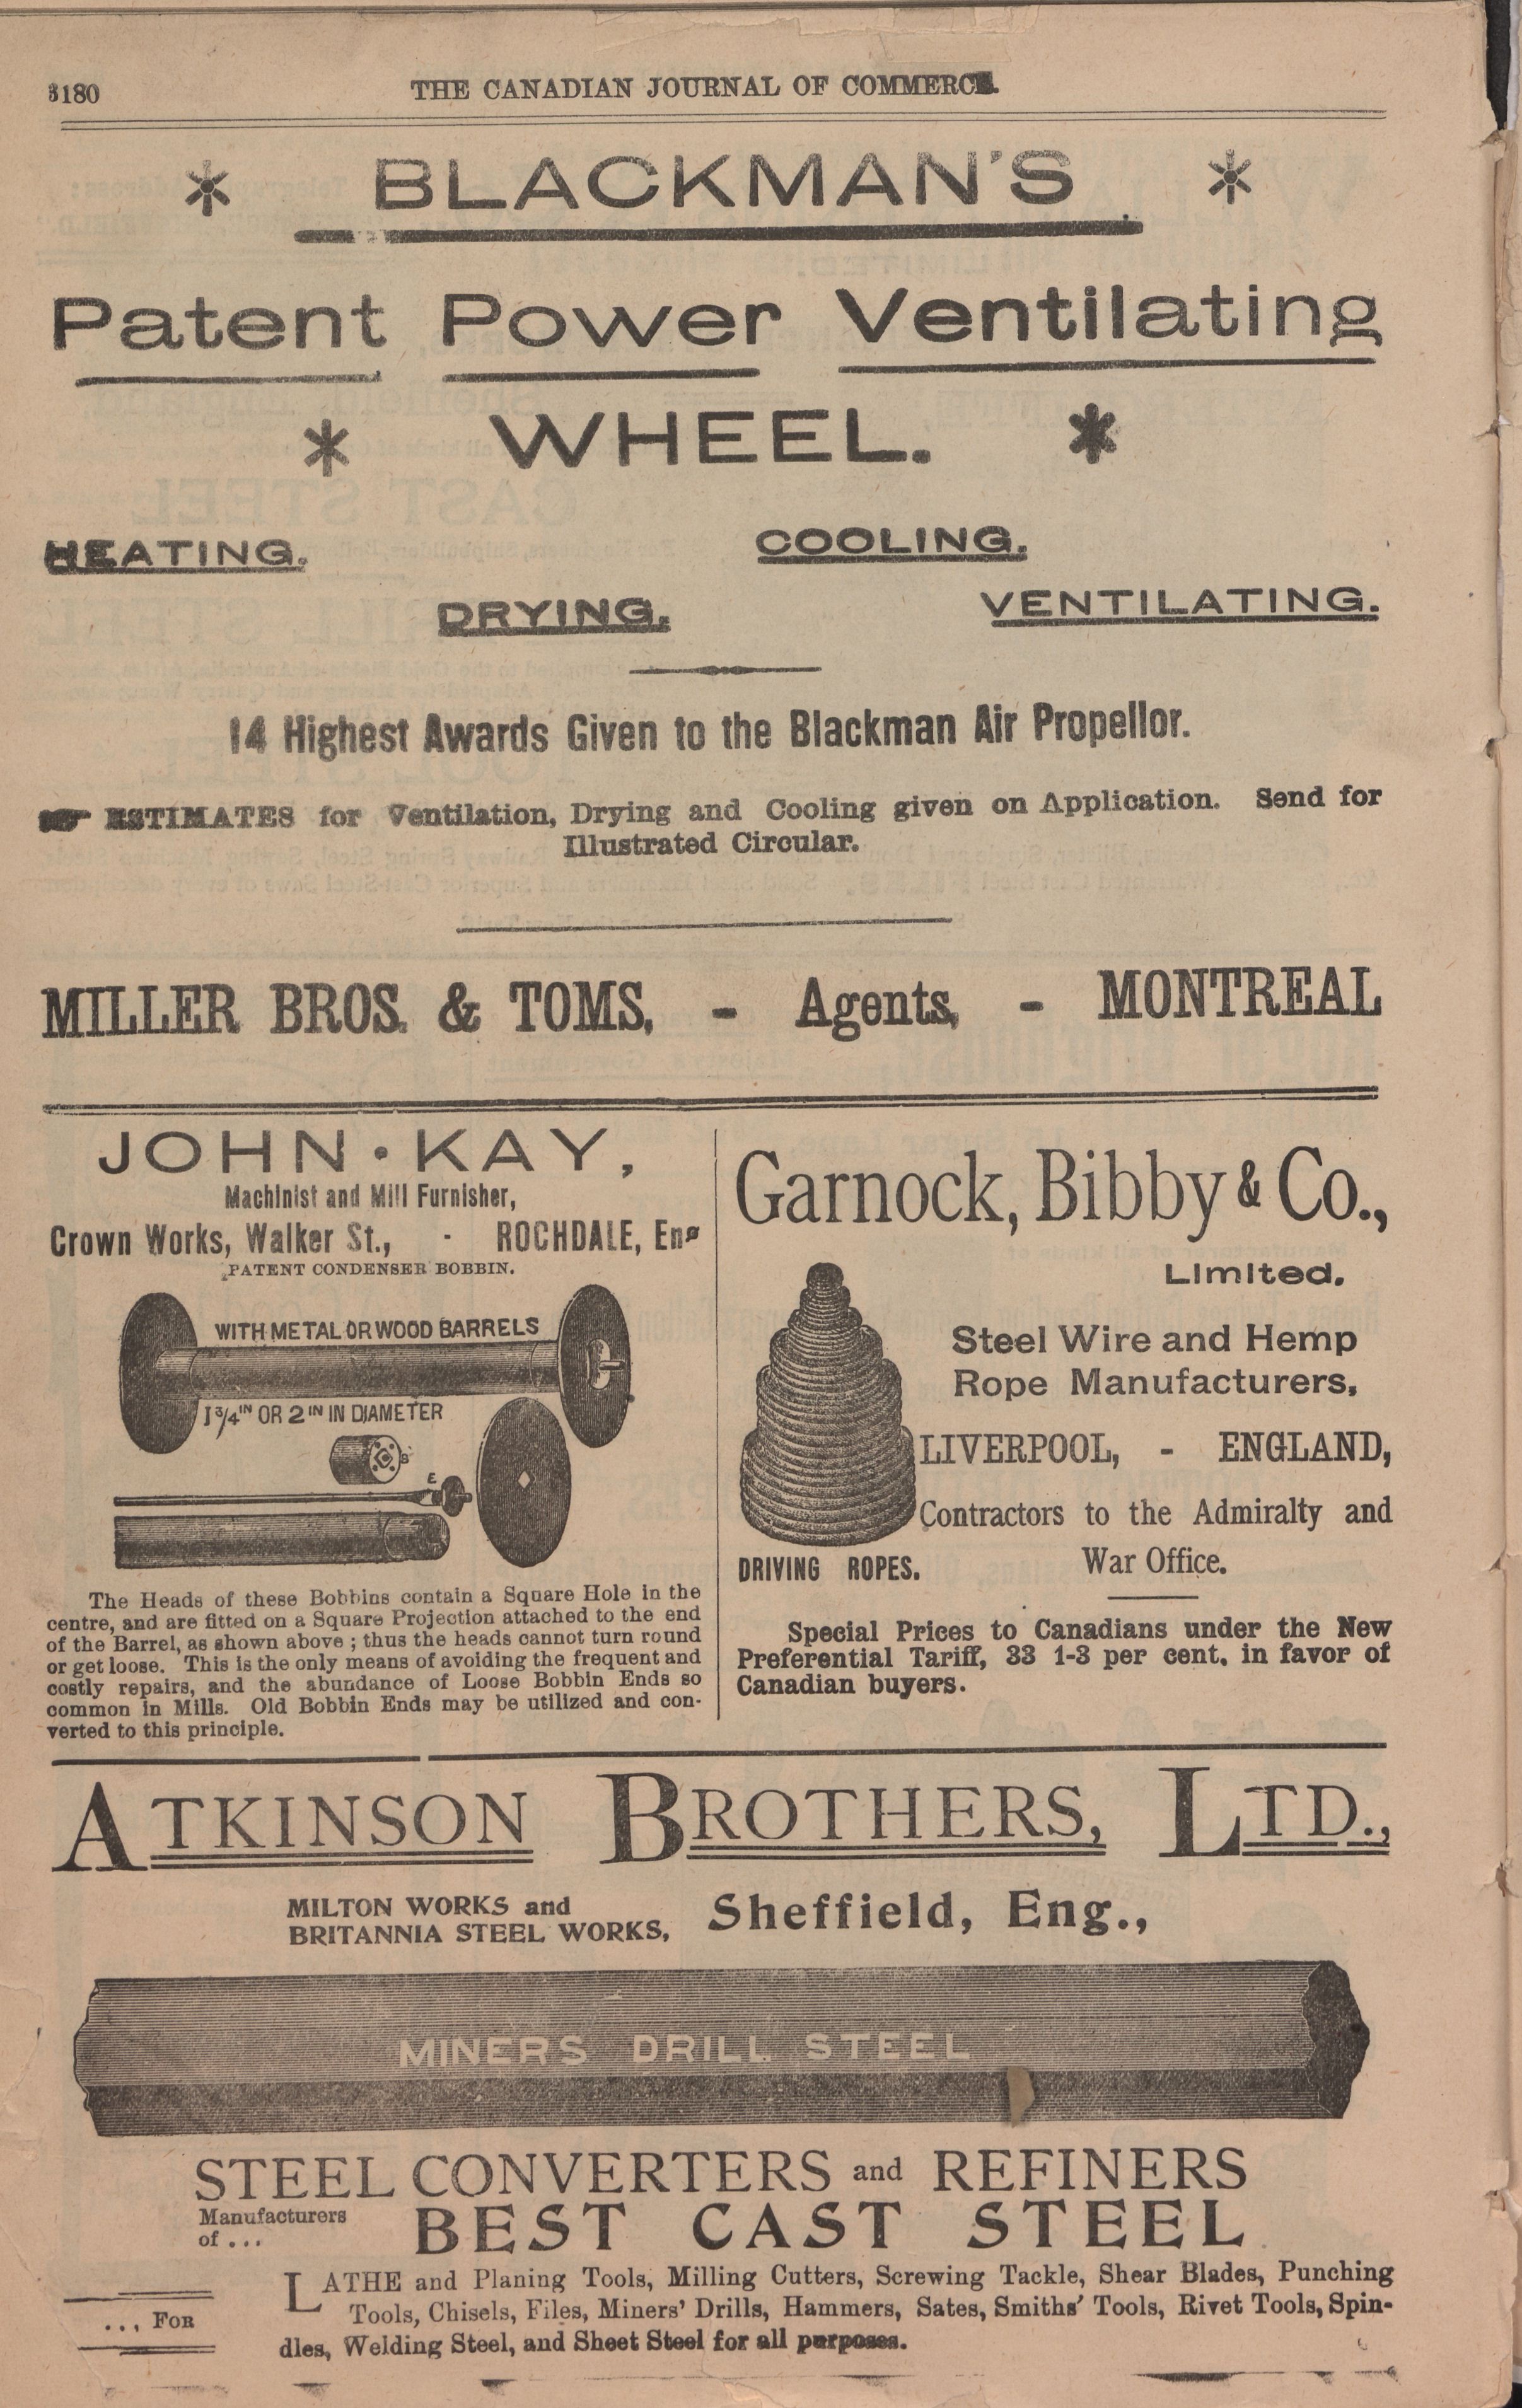 3180
THE CANADIAN JOURNAL OF COMMERCE.
* BLACKMAN'S *
Patent Power Ventilating
* WHEEL. *
HEATING.
COOLING.
DRYING.
VENTILATING.
14 Highest Awards Given to the Blackman Air Propellor.
ESTIMATES for Ventilation, Drying and Cooling given on Application. Send for
Illustrated Circular.
MILLER BROS. & TOMS, - Agents, - MONTREAL
JOHN · KAY,
Machinist and Mill Furnisher,
Crown Works, Walker St., - ROCHDALE, Eng
PATENT CONDENSER BOBBIN.
WITH METAL OR WOOD BARRELS
1 3/4 IN OR 2 IN IN DIAMETER
B
E
The Heads of these Bobbins contain a Square Hole in the
centre, and are fitted on a Square Projection attached to the end
of the Barrel, as shown above ; thus the heads cannot turn round
or get loose. This is the only means of avoiding the frequent and
costly repairs, and the abundance of Loose Bobbin Ends so
common in Mills. Old Bobbin Ends may be utilized and con-
verted to this principle.
Garnock, Bibby & Co.,
Limited.
Steel Wire and Hemp
Rope Manufacturers,
LIVERPOOL, - ENGLAND,
Contractors to the Admiralty and
War Office.
DRIVING ROPES.
Special Prices to Canadians under the New
Preferential Tariff, 33 1-3 per cent. in favor of
Canadian buyers.
ATKINSON BROTHERS, LTD.,
MILTON WORKS and
BRITANNIA STEEL WORKS,
Sheffield, Eng.,
MINERS DRILL STEEL
STEEL CONVERTERS and REFINERS
Manufacturers
of ...
BEST CAST STEEL
... FOR
LATHE and Planing Tools, Milling Cutters, Screwing Tackle, Shear Blades, Punching
Tools, Chisels, Files, Miners' Drills, Hammers, Sates, Smiths' Tools, Rivet Tools, Spin-
dles, Welding Steel, and Sheet Steel for all purposes.